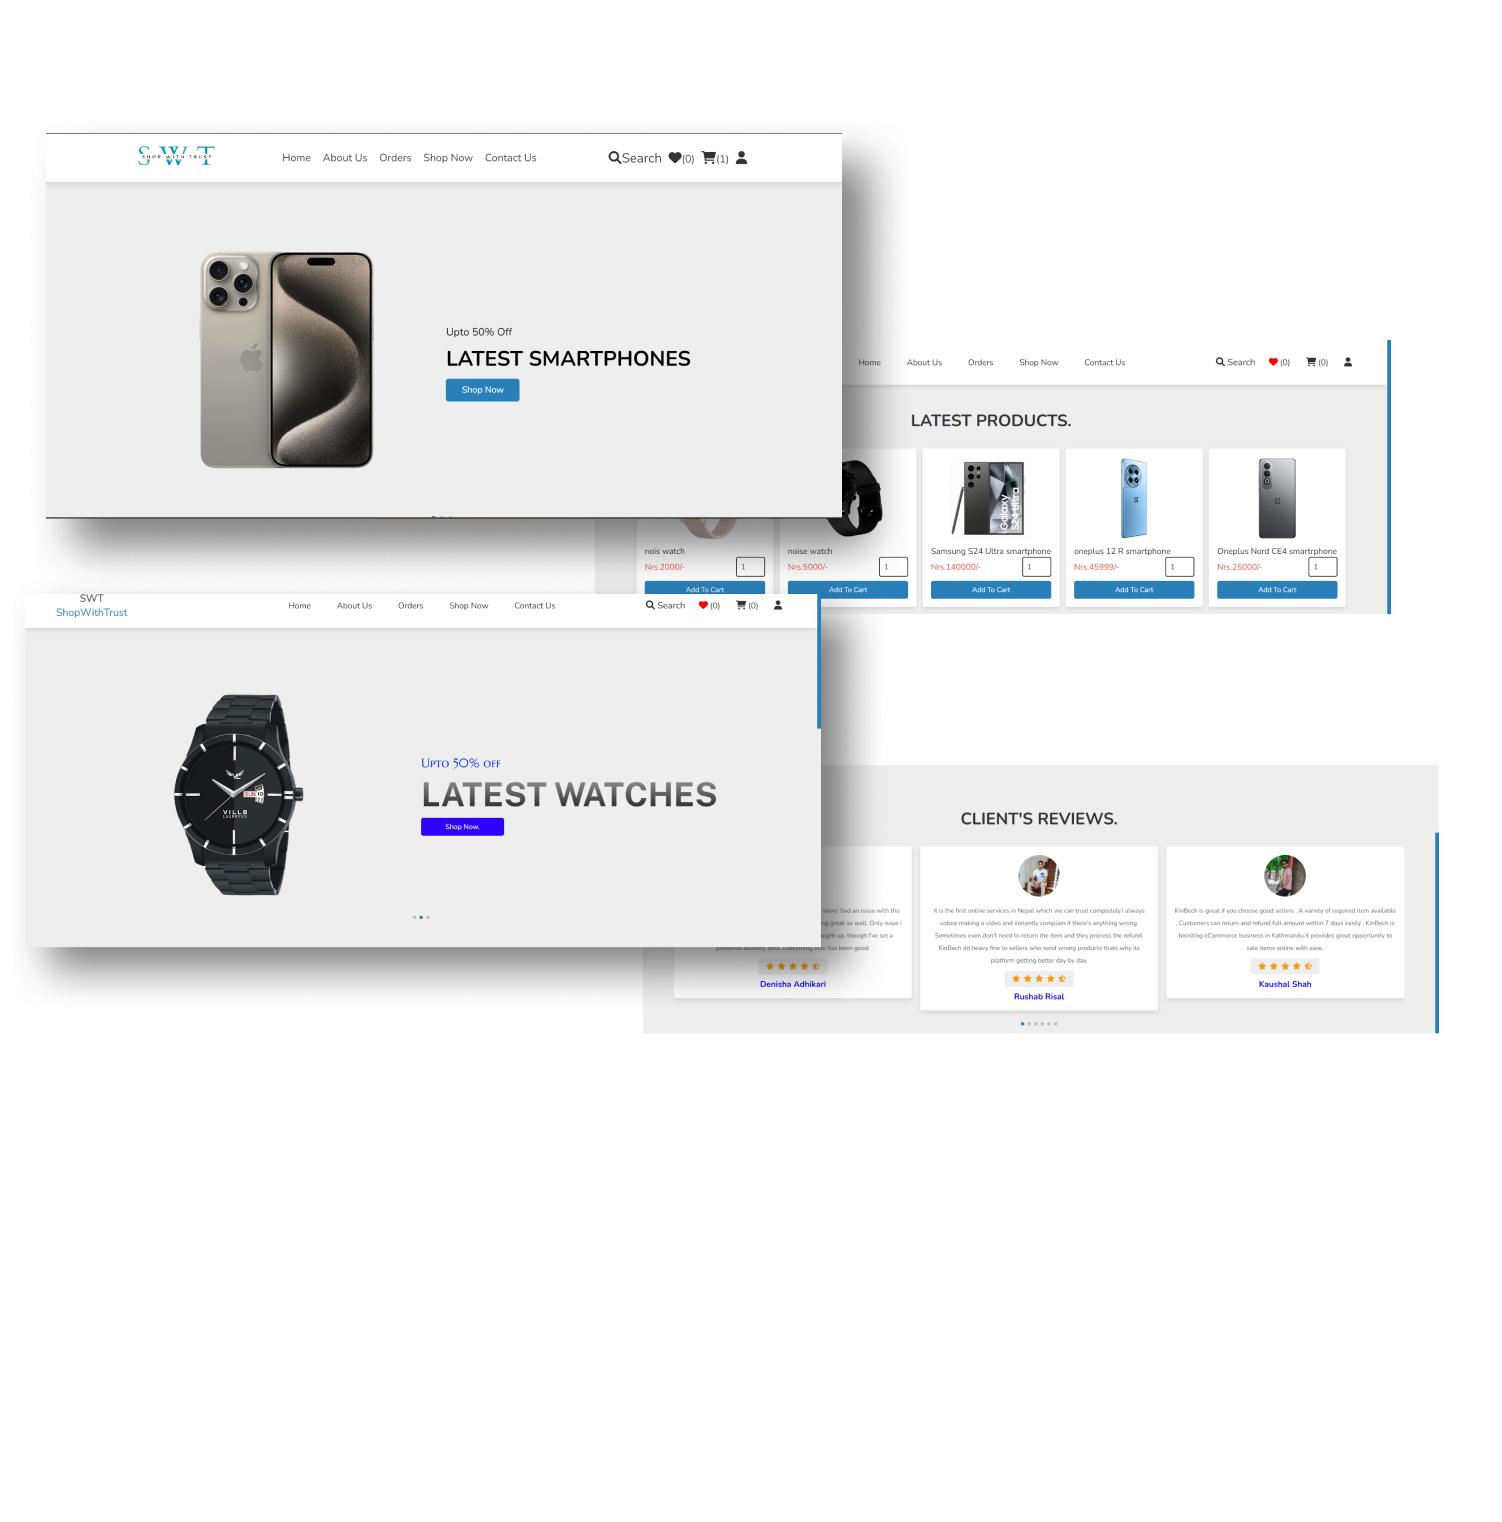 S W T
SHOP WITH TRUST
Home About Us Orders Shop Now Contact Us
Search (0) (1)
Upto 50% Off
LATEST SMARTPHONES
Shop Now
Home About Us Orders Shop Now Contact Us
Search (0) (0)
LATEST PRODUCTS.
Galaxy
S24 Ultra
nois watch
Nrs.2000/- 1
Add To Cart
noise watch
Nrs.5000/- 1
Add To Cart
Samsung S24 Ultra smartphone
Nrs.140000/- 1
Add To Cart
oneplus 12 R smartphone
Nrs.45999/- 1
Add To Cart
Oneplus Nord CE4 smartrphone
Nrs.25000/- 1
Add To Cart
SWT
ShopWithTrust
Home About Us Orders Shop Now Contact Us
Search (0) (0)
SUN 10
VILLS
LAURRENS
Upto 50% off
LATEST WATCHES
Shop Now.
CLIENT'S REVIEWS.
never had an issue with the
ng great as well. Only issue I
ught up, though I've set a
preferred delivery time. Everything else has been good.
Denisha Adhikari
It is the first online services in Nepal which we can trust completely.I always
unbox making a video and instantly complain if there's anything wrong.
Sometimes even don't need to return the item and they process the refund.
KinBech do heavy fine to sellers who send wrong products thats why its
platform getting better day by day.
Rushab Risal
KinBech is great if you choose good sellers . A variety of required item available
. Customers can return and refund full amount within 7 days easily . KinBech is
boosting eCommerce business in Kathmandu.It provides great opportunity to
sale items online with ease.
Kaushal Shah